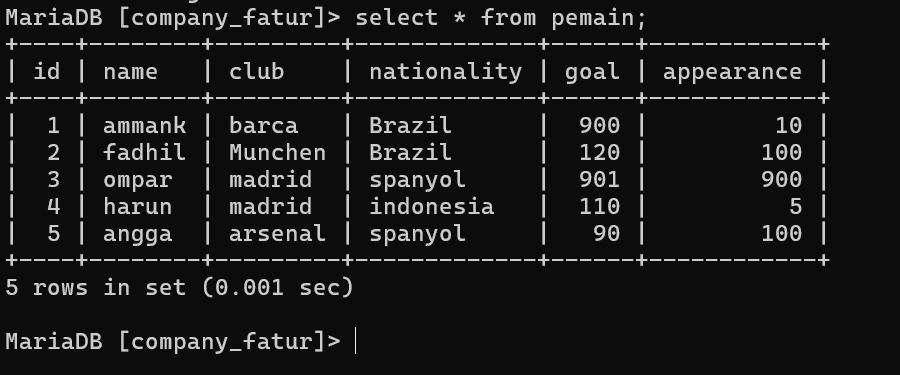 MariaDB [company_fatur]> select * from pemain;
+----+--------+---------+-------------+------+------------+
| id | name   | club    | nationality | goal | appearance |
+----+--------+---------+-------------+------+------------+
|  1 | ammank | barca   | Brazil      |  900 |         10 |
|  2 | fadhil | Munchen | Brazil      |  120 |        100 |
|  3 | ompar  | madrid  | spanyol     |  901 |        900 |
|  4 | harun  | madrid  | indonesia   |  110 |          5 |
|  5 | angga  | arsenal | spanyol     |   90 |        100 |
+----+--------+---------+-------------+------+------------+
5 rows in set (0.001 sec)
MariaDB [company_fatur]>